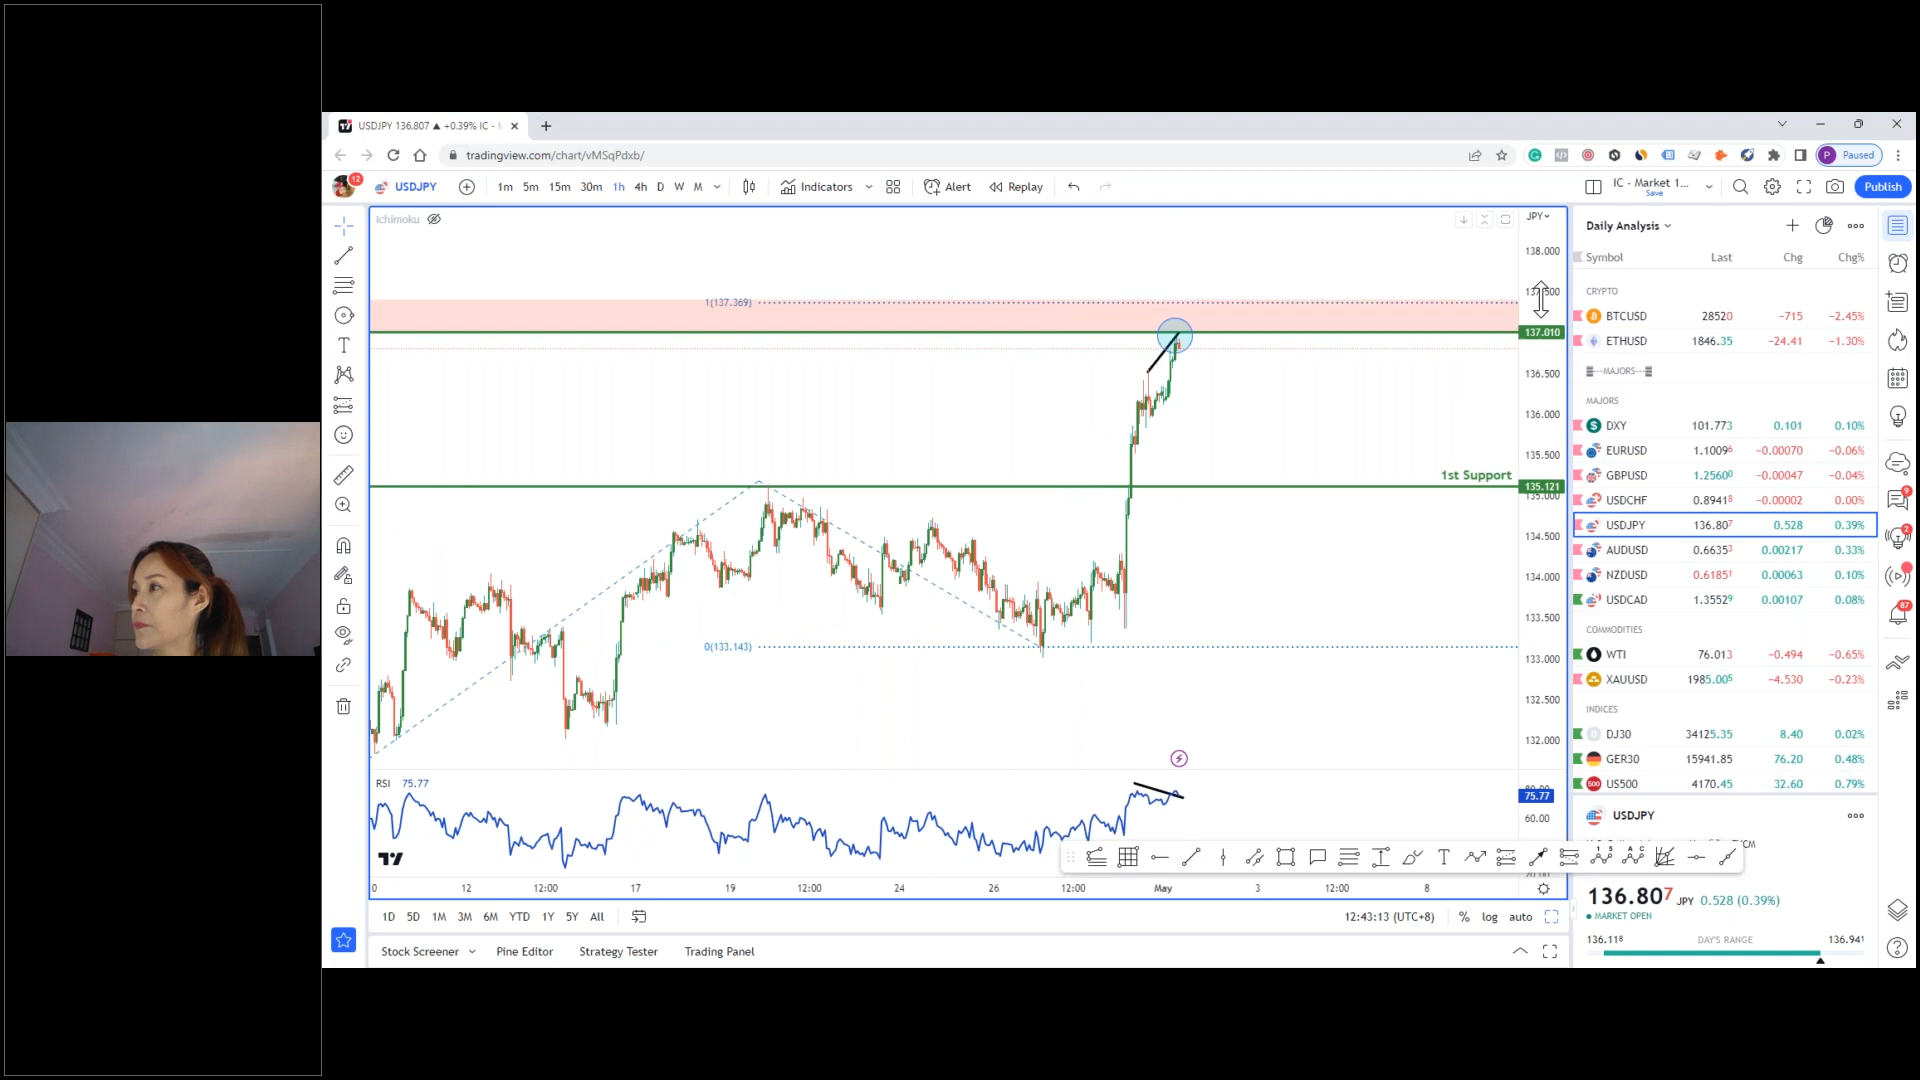 USDJPY 136.807 ▲ +0.39% IC -
tradingview.com/chart/vMSqPdxb/
P Paused
12
USDJPY 1m 5m 15m 30m 1h 4h D W M Indicators Alert Replay
IC - Market 1...
Save
Publish
Ichimoku
JPY
138.000
137.500
1(137.369)
137.010
136.500
136.000
135.500
1st Support
135.121
135.000
134.500
134.000
133.500
0(133.143)
133.000
132.500
132.000
RSI 75.77
80.00
75.77
60.00
12 12:00 17 19 12:00 24 26 12:00 May 3 12:00 8
1D 5D 1M 3M 6M YTD 1Y 5Y All
12:43:13 (UTC+8) % log auto
Stock Screener Pine Editor Strategy Tester Trading Panel
Daily Analysis
Symbol Last Chg Chg%
CRYPTO
BTCUSD 28520 −715 −2.45%
ETHUSD 1846.35 −24.41 −1.30%
MAJORS
MAJORS
DXY 101.773 0.101 0.10%
EURUSD 1.10096 −0.00070 −0.06%
GBPUSD 1.25600 −0.00047 −0.04%
USDCHF 0.89418 −0.00002 0.00%
USDJPY 136.807 0.528 0.39%
AUDUSD 0.66353 0.00217 0.33%
NZDUSD 0.61851 0.00063 0.10%
USDCAD 1.35529 0.00107 0.08%
COMMODITIES
WTI 76.013 −0.494 −0.65%
XAUUSD 1985.005 −4.530 −0.23%
INDICES
DJ30 34125.35 8.40 0.02%
GER30 15941.85 76.20 0.48%
US500 4170.45 32.60 0.79%
USDJPY
136.807 JPY 0.528 (0.39%)
MARKET OPEN
136.118 DAY'S RANGE 136.941
9
2
87